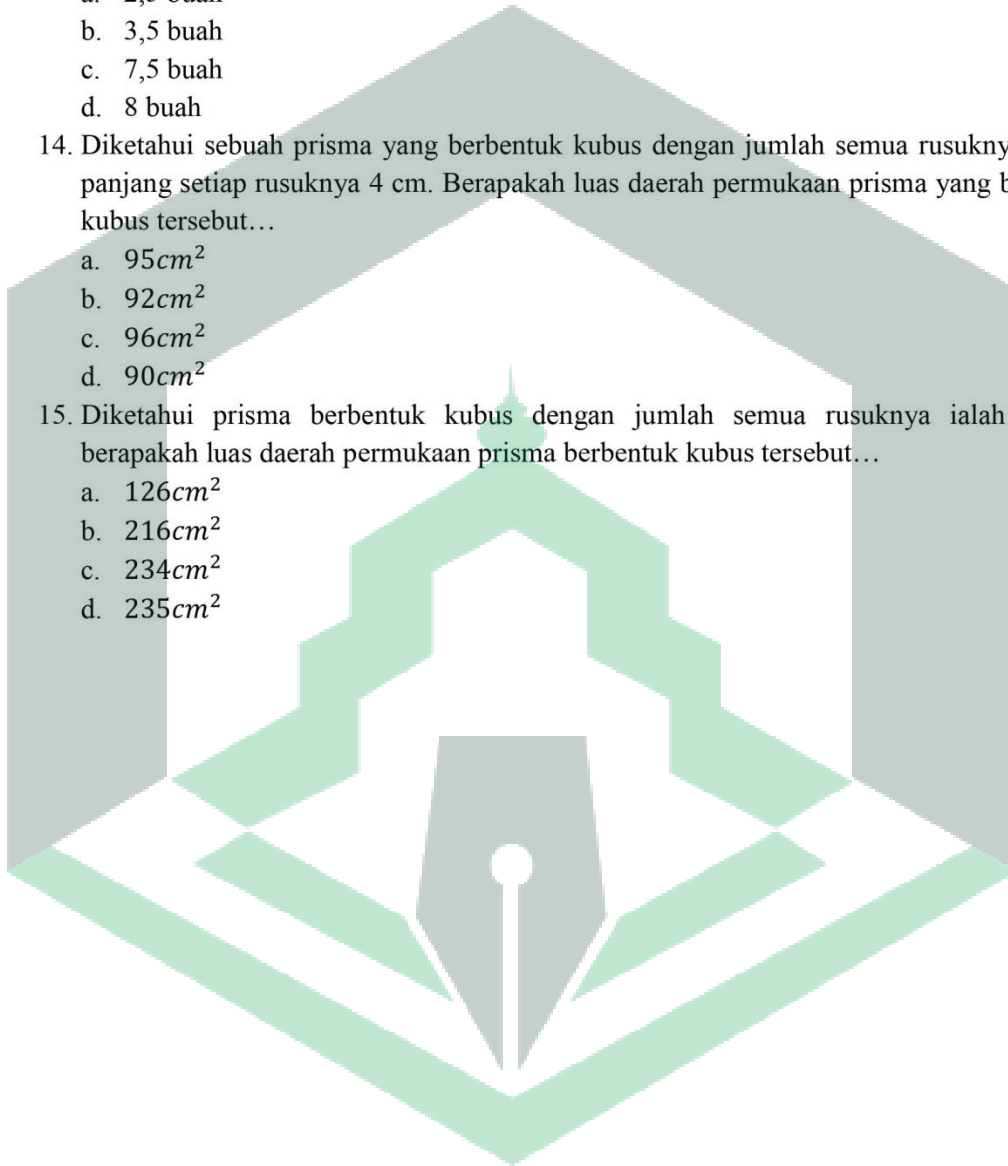 b. 3,5 buah
c. 7,5 buah
d. 8 buah
14. Diketahui sebuah prisma yang berbentuk kubus dengan jumlah semua rusukny
panjang setiap rusuknya 4 cm. Berapakah luas daerah permukaan prisma yang b
kubus tersebut…
a. 95cm²
b. 92cm²
c. 96cm²
d. 90cm²
15. Diketahui prisma berbentuk kubus dengan jumlah semua rusuknya ialah
berapakah luas daerah permukaan prisma berbentuk kubus tersebut…
a. 126cm²
b. 216cm²
c. 234cm²
d. 235cm²